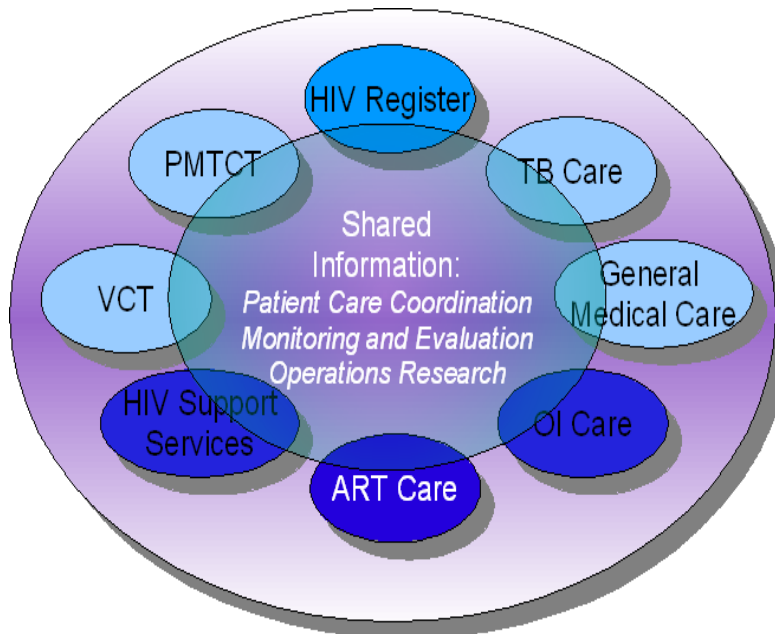 HIV Register
PMTCT
TB Care
Shared
Information:
Patient Care Coordination
Monitoring and Evaluation
Operations Research
VCT
General
Medical Care
HIV Support
Services
OI Care
ART Care